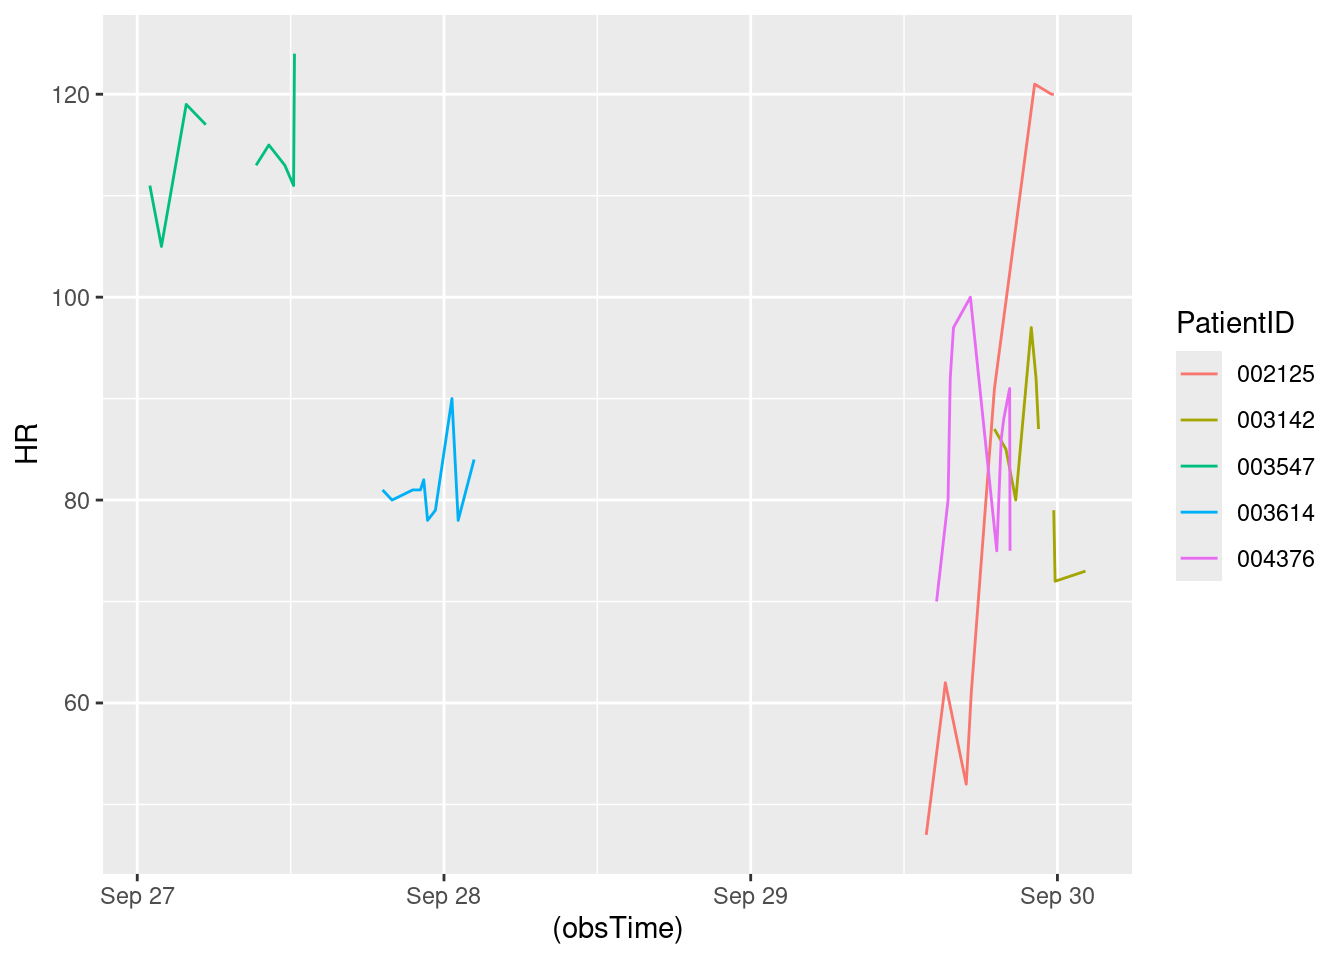 120
100
80
60
HR
Sep 27
Sep 28
Sep 29
Sep 30
(obsTime)
PatientID
002125
003142
003547
003614
004376